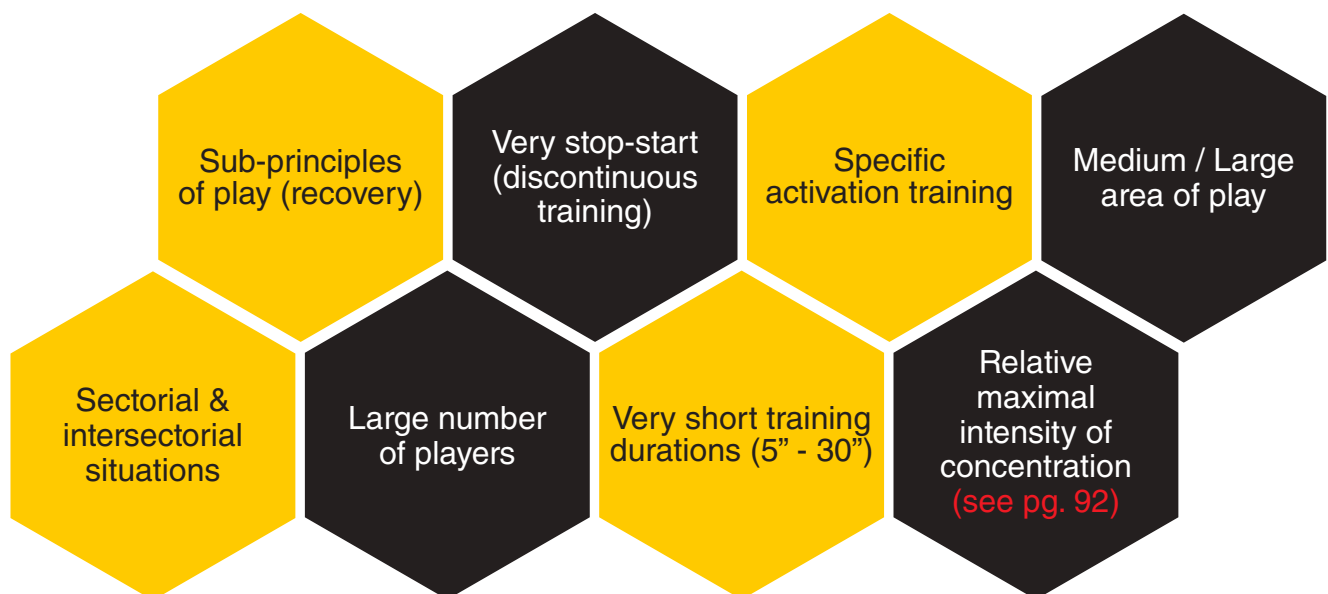 Sub-principles
of play (recovery)
Very stop-start
(discontinuous
training)
Specific
activation training
Medium / Large
area of play
Sectorial &
intersectorial
situations
Large number
of players
Very short training
durations (5” - 30”)
Relative
maximal
intensity of
concentration
(see pg. 92)